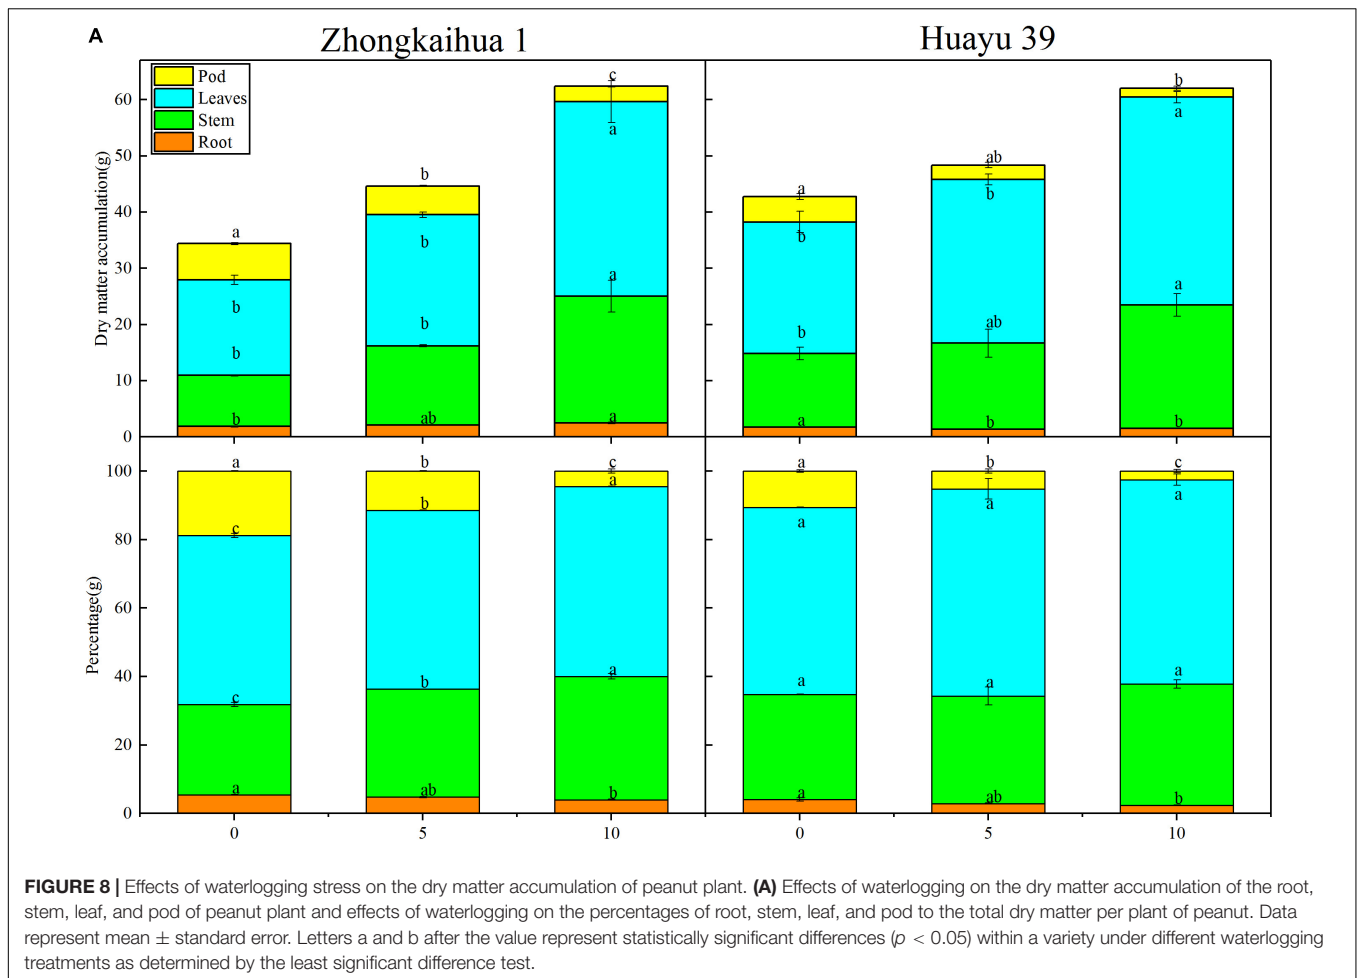 A
Zhongkaihua 1
Huayu 39
Pod
Leaves
Stem
Root
Dry matter accumulation(g)
60
50
40
30
20
10
0
c
a
a
a
b
b
b
ab
a
b
b
b
b
a
a
b
ab
b
ab
b
a
b
b
a
Percentage(g)
100
80
60
40
20
0
a
b
c
a
b
c
c
b
a
a
a
a
c
b
a
a
a
a
a
ab
b
a
ab
b
0
5
10
0
5
10
FIGURE 8 | Effects of waterlogging stress on the dry matter accumulation of peanut plant. (A) Effects of waterlogging on the dry matter accumulation of the root,
stem, leaf, and pod of peanut plant and effects of waterlogging on the percentages of root, stem, leaf, and pod to the total dry matter per plant of peanut. Data
represent mean ± standard error. Letters a and b after the value represent statistically significant differences (p < 0.05) within a variety under different waterlogging
treatments as determined by the least significant difference test.